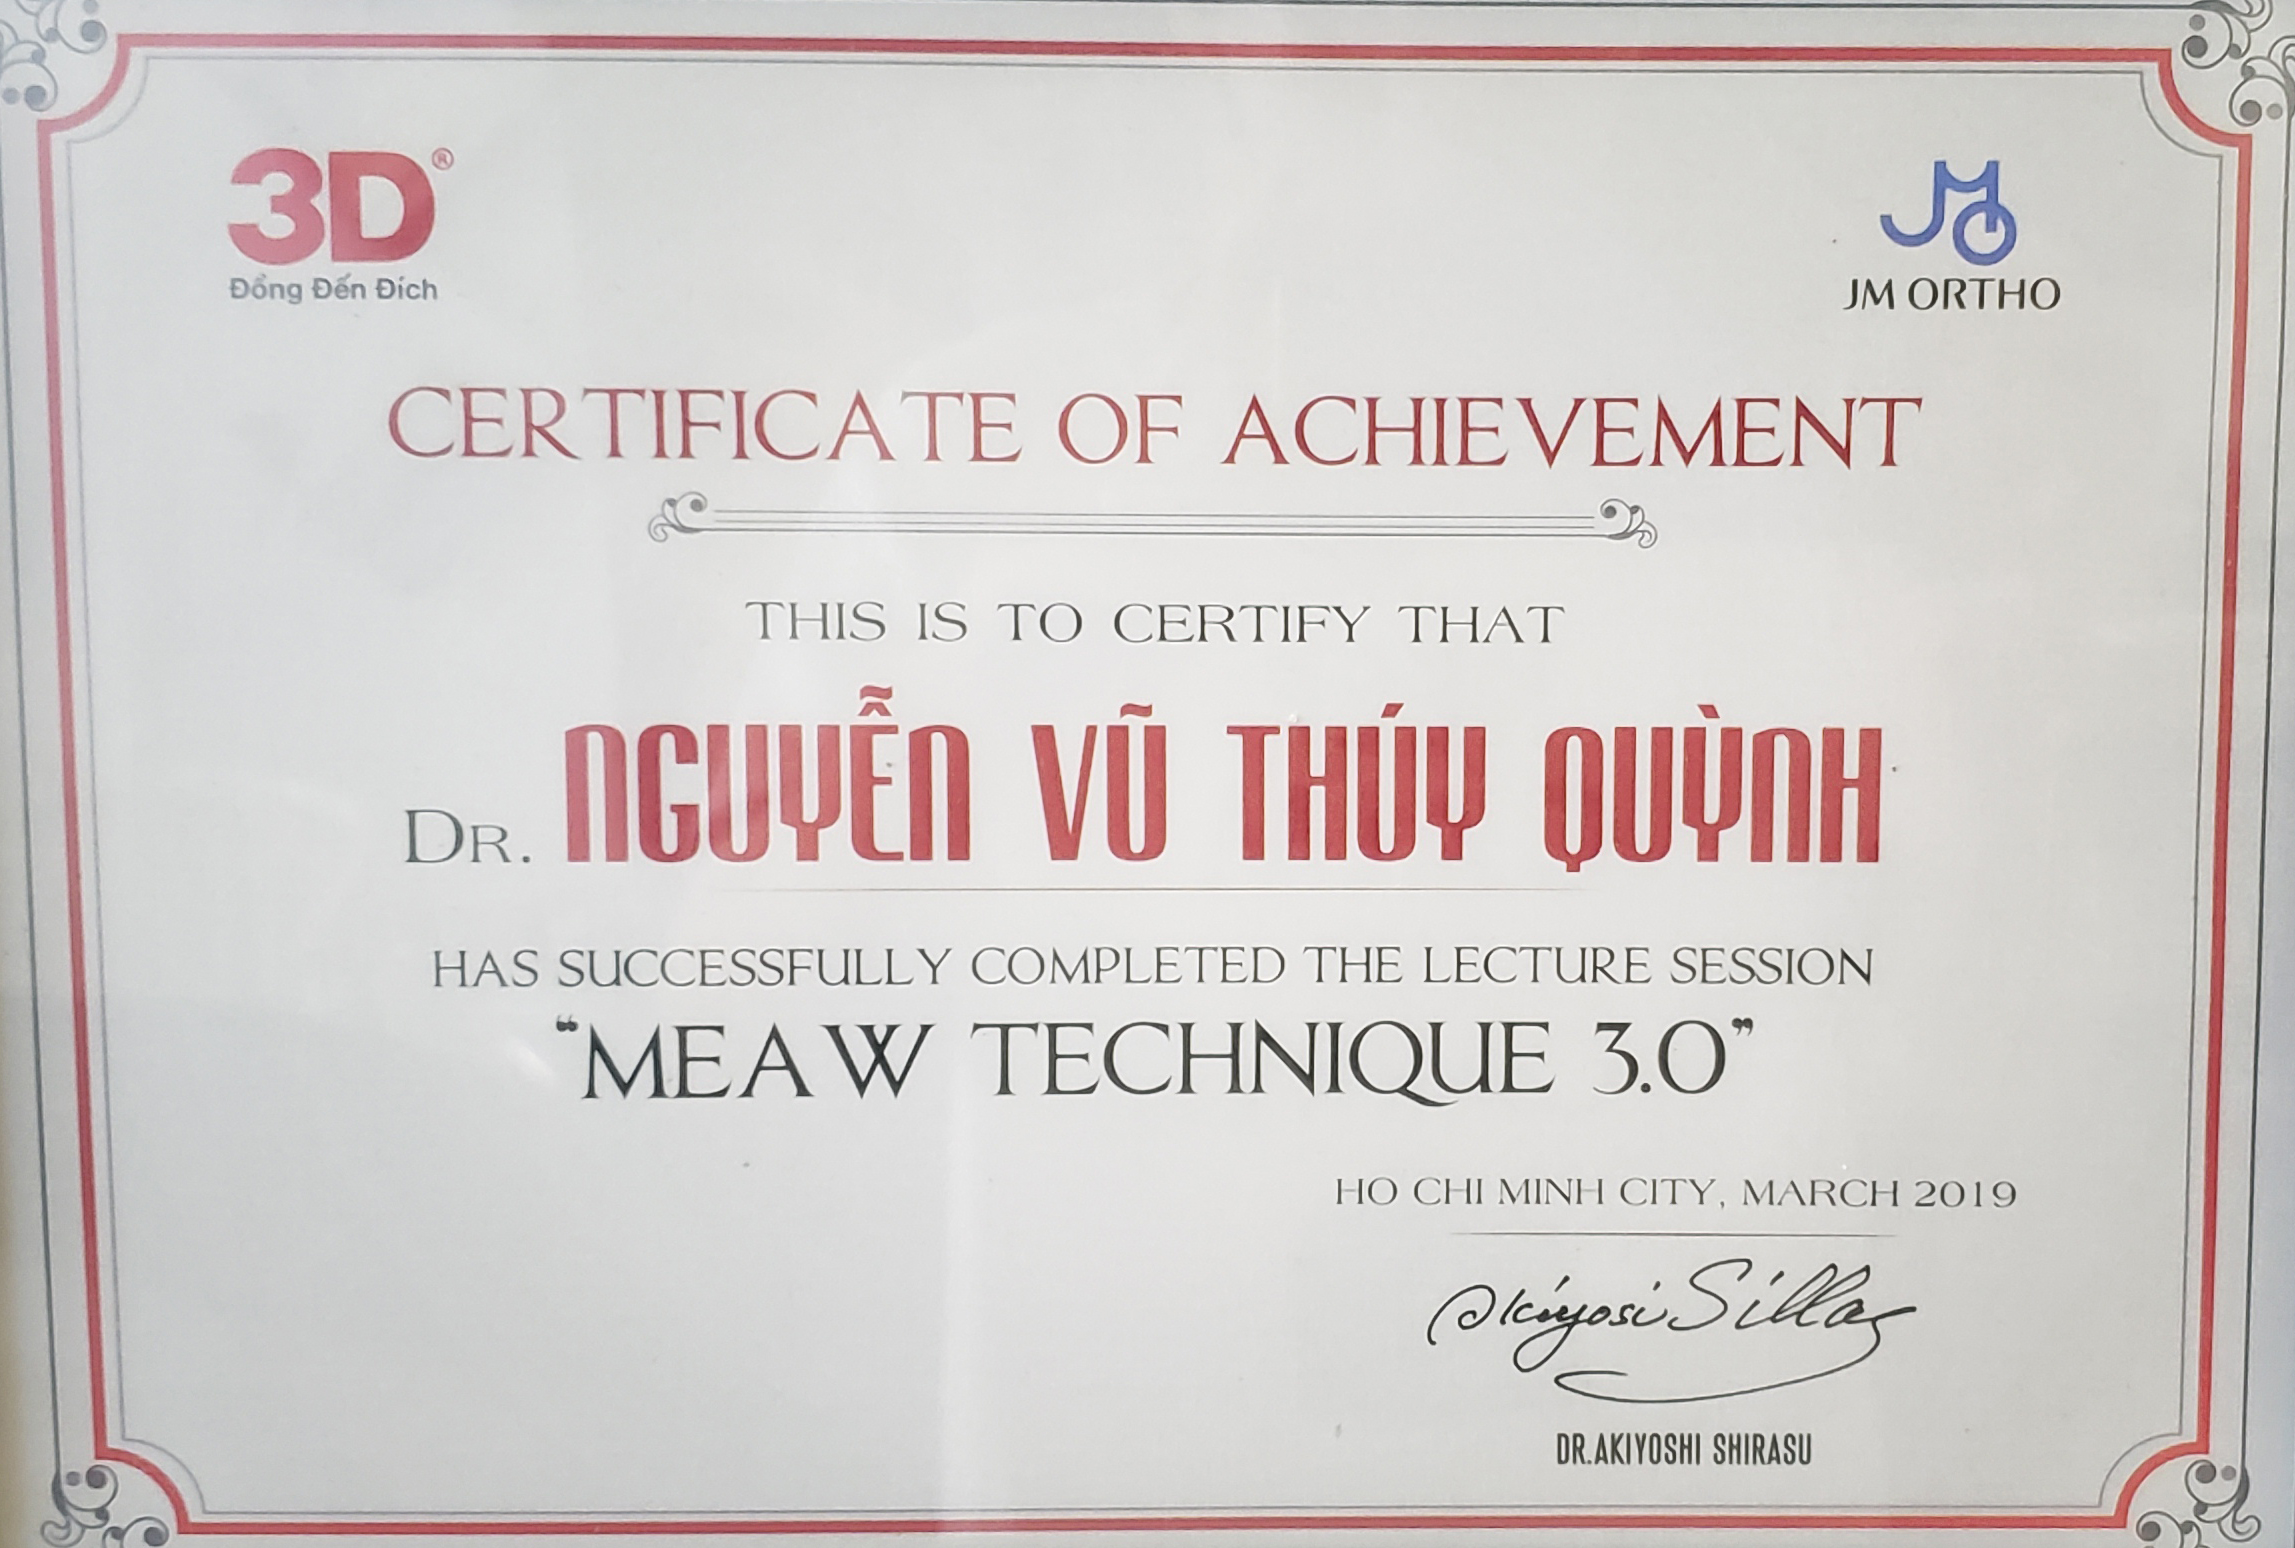 3D®
Đồng Đến Đích
JMO
JM ORTHO
CERTIFICATE OF ACHIEVEMENT
THIS IS TO CERTIFY THAT
DR. NGUYỄN VŨ THÚY QUỲNH
HAS SUCCESSFULLY COMPLETED THE LECTURE SESSION
“MEAW TECHNIQUE 3.0”
HO CHI MINH CITY, MARCH 2019
Akiyosi
DR.AKIYOSHI SHIRASU